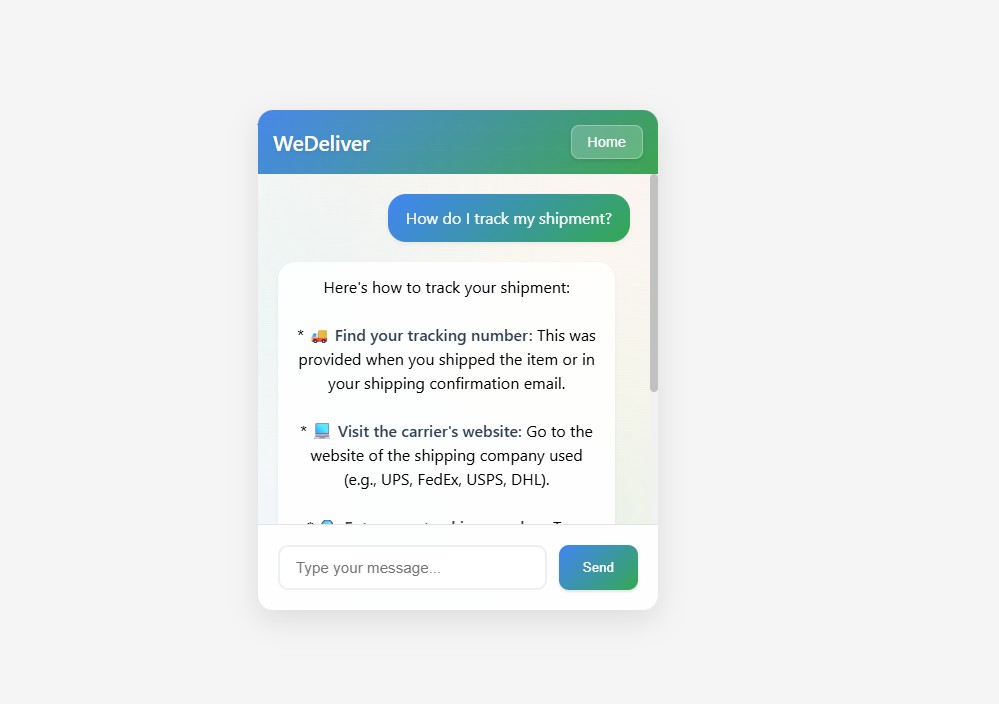 WeDeliver
Home
How do I track my shipment?
Here's how to track your shipment:
* 🚚 Find your tracking number: This was
provided when you shipped the item or in
your shipping confirmation email.
* 💻 Visit the carrier's website: Go to the
website of the shipping company used
(e.g., UPS, FedEx, USPS, DHL).
Type your message...
Send